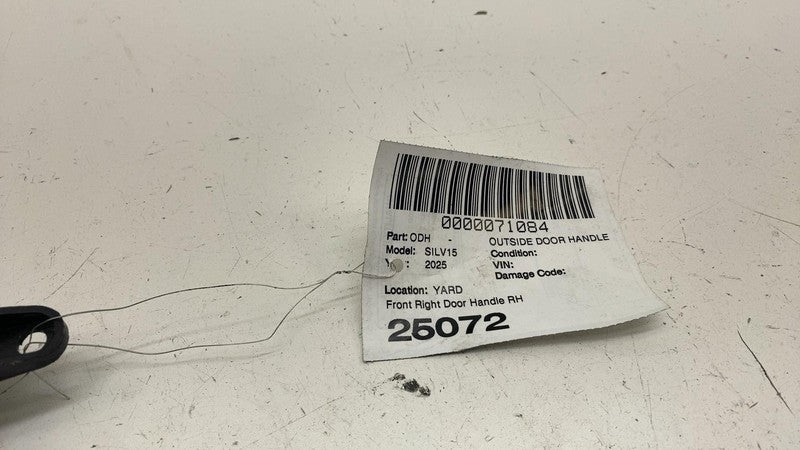 0000071084
Part: ODH - OUTSIDE DOOR HANDLE
Model: SILV15 Condition:
2025 VIN:
Damage Code:
Location: YARD
Front Right Door Handle RH
25072